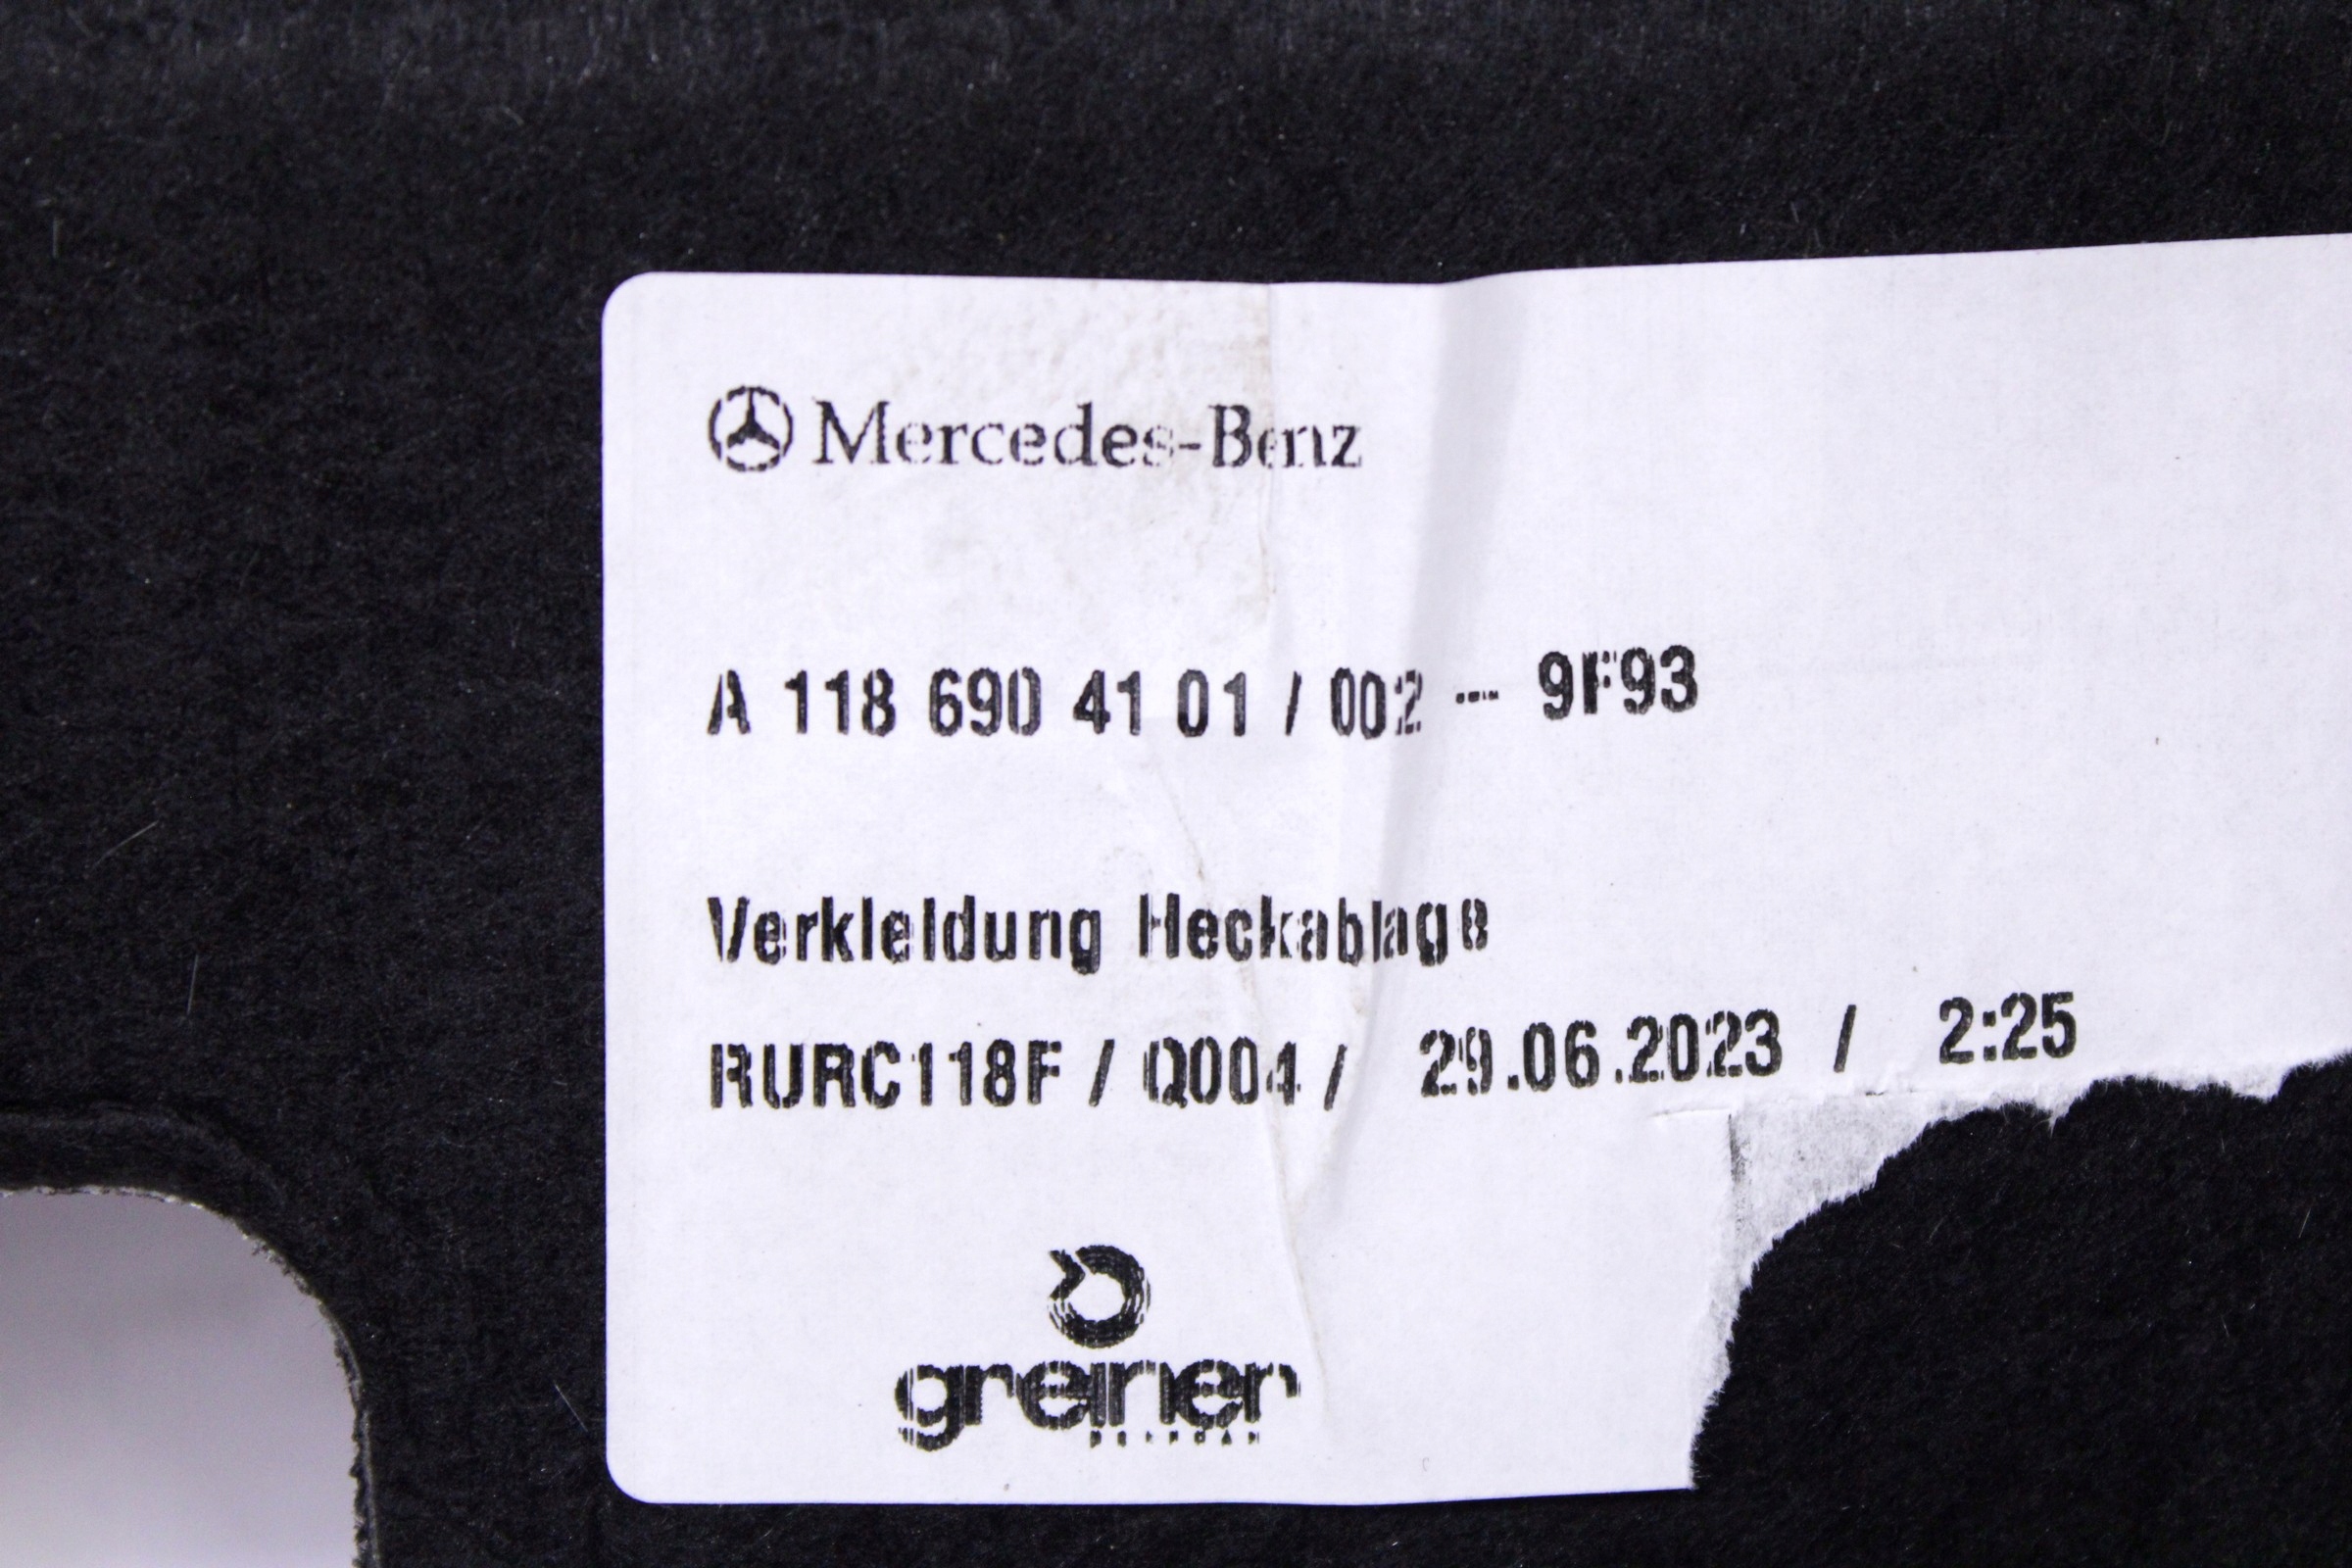 Mercedes-Benz
A 118 690 41 01 / 002 -- 9F93
Verkleidung Heckablage
RURC118F / Q004 / 29.06.2023 / 2:25
greiner